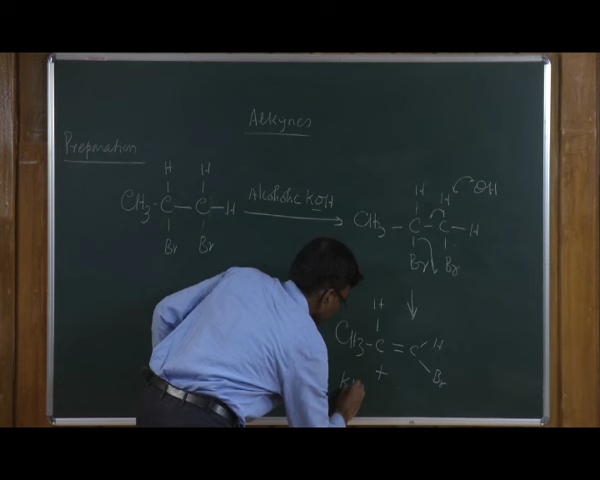 Alkynes
Preparation
H H
CH3 - C - C - H
Br Br
Alcoholic KOH
H H OH
CH3 - C - C - H
Br Br
H
CH3 - C = C H
Br
+
K